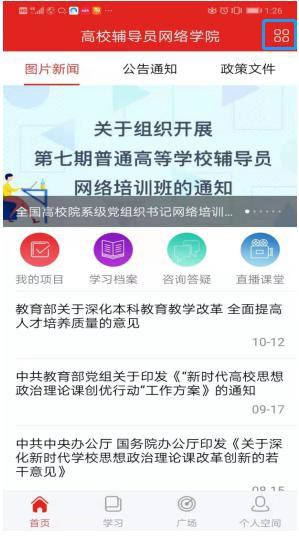 1:26
高校辅导员网络学院
图片新闻 公告通知 政策文件
关于组织开展
第七期普通高等学校辅导员
网络培训班的通知
全国高校院系级党组织书记网络培训...
我的项目 学习档案 咨询答疑 直播课堂
教育部关于深化本科教育教学改革 全面提高
人才培养质量的意见
10-12
中共教育部党组关于印发《“新时代高校思想
政治理论课创优行动”工作方案》的通知
09-17
中共中央办公厅 国务院办公厅印发《关于深
化新时代学校思想政治理论课改革创新的若
干意见》
08-15
首页 学习 广场 个人空间